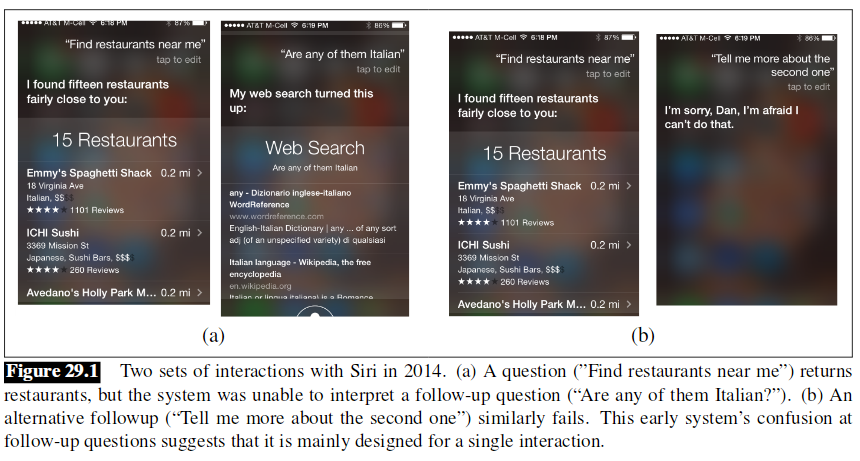 ●●●●● AT&T M-Cell 6:18 PM 87%
“Find restaurants near me”
tap to edit
I found fifteen restaurants
fairly close to you:
15 Restaurants
Emmy's Spaghetti Shack 0.2 mi >
18 Virginia Ave
Italian, $$
★★★★★ 1101 Reviews
ICHI Sushi 0.2 mi >
3369 Mission St
Japanese, Sushi Bars, $$$
★★★★★ 260 Reviews
Avedano's Holly Park M... 0.2 mi >
●●●●● AT&T M-Cell 6:19 PM 86%
“Are any of them Italian”
tap to edit
My web search turned this
up:
Web Search
Are any of them Italian
any - Dizionario inglese-italiano
WordReference
www.wordreference.com
English-Italian Dictionary | any ... of any sort
adj (of an unspecified variety) di qualsiasi
Italian language - Wikipedia, the free
encyclopedia
en.wikipedia.org
Italian or lingua italiana) is a Romance
(a)
●●●●● AT&T M-Cell 6:18 PM 87%
“Find restaurants near me”
tap to edit
I found fifteen restaurants
fairly close to you:
15 Restaurants
Emmy's Spaghetti Shack 0.2 mi >
18 Virginia Ave
Italian, $$
★★★★★ 1101 Reviews
ICHI Sushi 0.2 mi >
3369 Mission St
Japanese, Sushi Bars, $$$
★★★★★ 260 Reviews
Avedano's Holly Park M... 0.2 mi >
●●●●● AT&T M-Cell 6:19 PM 86%
“Tell me more about the
second one”
tap to edit
I'm sorry, Dan, I'm afraid I
can't do that.
(b)
Figure 29.1 Two sets of interactions with Siri in 2014. (a) A question (”Find restaurants near me”) returns
restaurants, but the system was unable to interpret a follow-up question (“Are any of them Italian?”). (b) An
alternative followup (“Tell me more about the second one”) similarly fails. This early system’s confusion at
follow-up questions suggests that it is mainly designed for a single interaction.